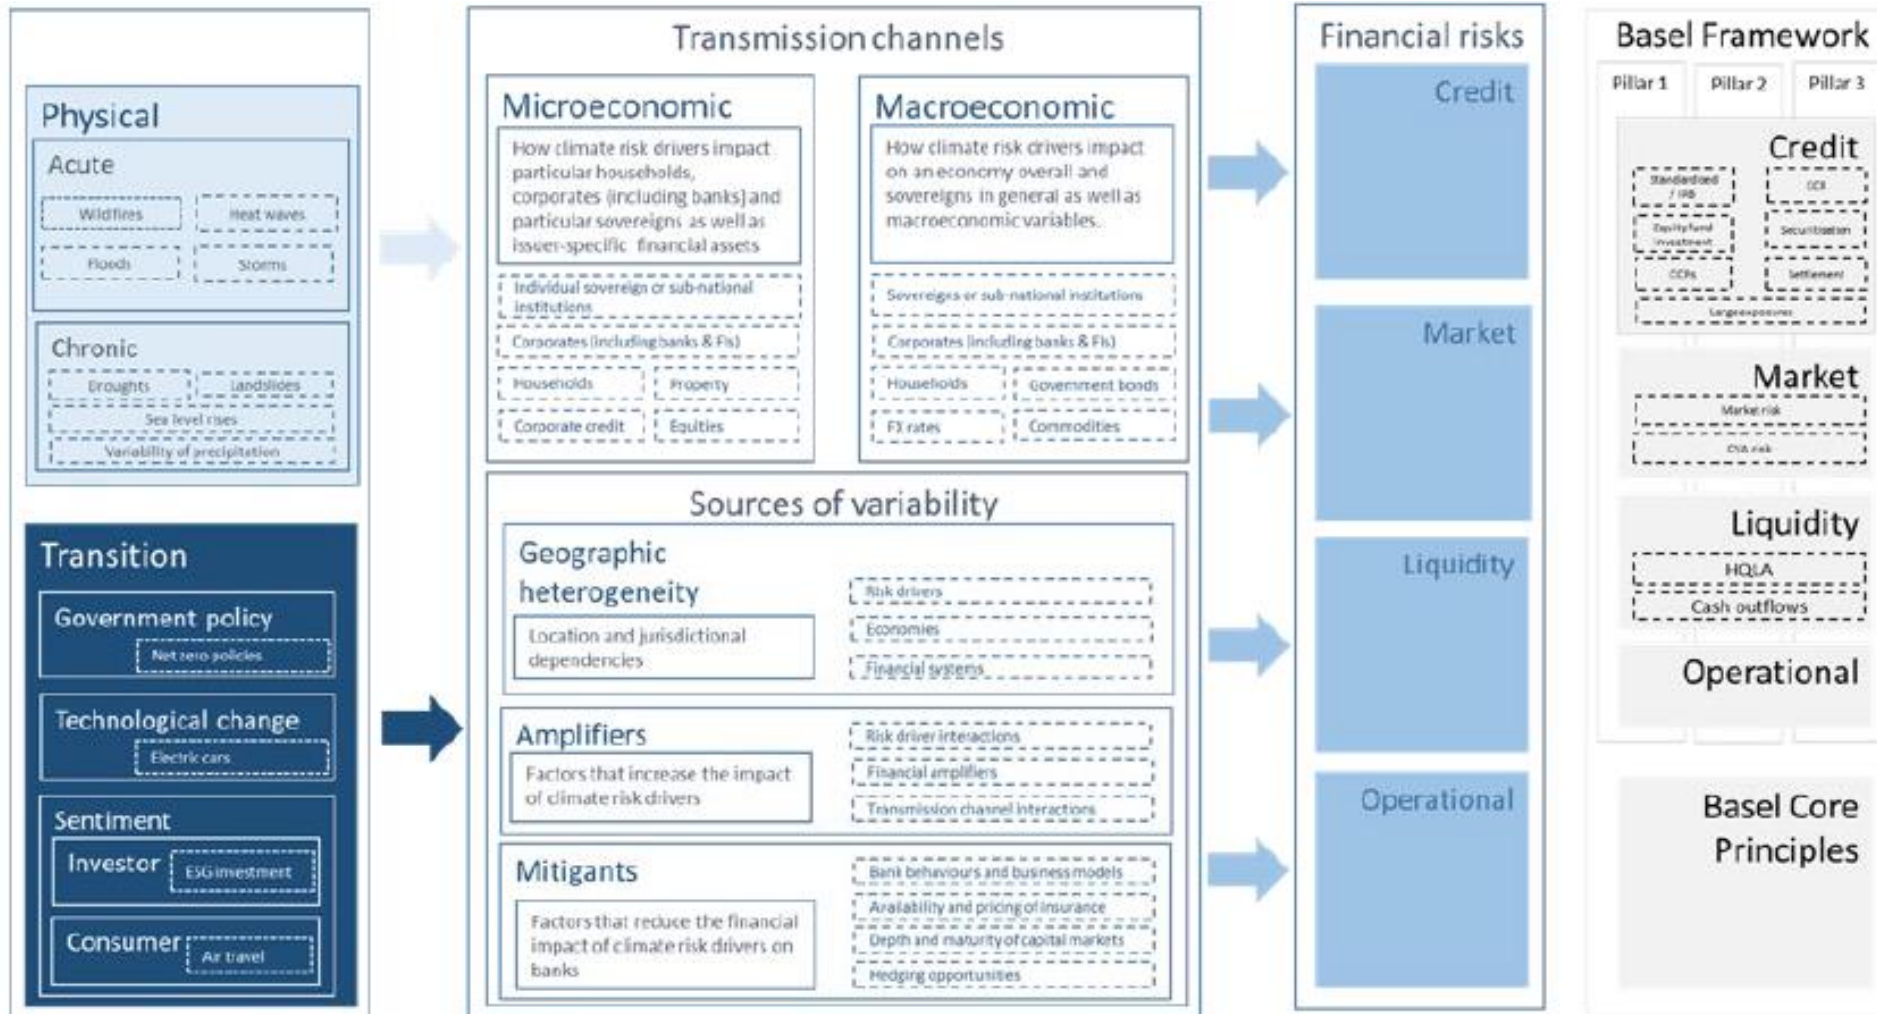 Physical
Acute
Wildfires
Heat waves
Floods
Storms
Chronic
Droughts
Landslides
Sea level rises
Variability of precipitation
Transition
Government policy
Net zero policies
Technological change
Electric cars
Sentiment
Investor
ESG investment
Consumer
Air travel
Transmission channels
Microeconomic
How climate risk drivers impact
particular households,
corporates (including banks) and
particular sovereigns as well as
issuer-specific financial assets
Individual sovereign or sub-national
institutions
Corporates (including banks & FIs)
Households
Property
Corporate credit
Equities
Macroeconomic
How climate risk drivers impact
on an economy overall and
sovereigns in general as well as
macroeconomic variables.
Sovereigns or sub-national institutions
Corporates (including banks & FIs)
Households
Government bonds
FX rates
Commodities
Sources of variability
Geographic
heterogeneity
Location and jurisdictional
dependencies
Risk drivers
Economies
Financial systems
Amplifiers
Factors that increase the impact
of climate risk drivers
Risk driver interactions
Financial amplifiers
Transmission channel interactions
Mitigants
Factors that reduce the financial
impact of climate risk drivers on
banks
Bank behaviours and business models
Availability and pricing of insurance
Depth and maturity of capital markets
Hedging opportunities
Financial risks
Credit
Market
Liquidity
Operational
Basel Framework
Pillar 1
Pillar 2
Pillar 3
Credit
Standardised
/ IRB
CCR
Equity fund
investment
Securitisation
CCPs
Settlement
Large exposures
Market
Market risk
CVA risk
Liquidity
HQLA
Cash outflows
Operational
Basel Core
Principles